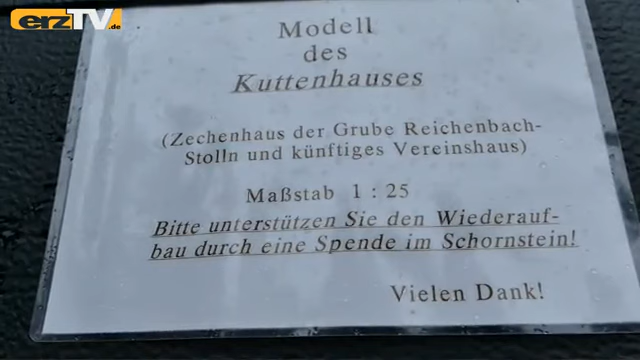 erzTV.de
Modell
des
Kuttenhauses
(Zechenhaus der Grube Reichenbach-
Stolln und künftiges Vereinshaus)
Maßstab 1 : 25
Bitte unterstützen Sie den Wiederauf-
bau durch eine Spende im Schornstein!
Vielen Dank!